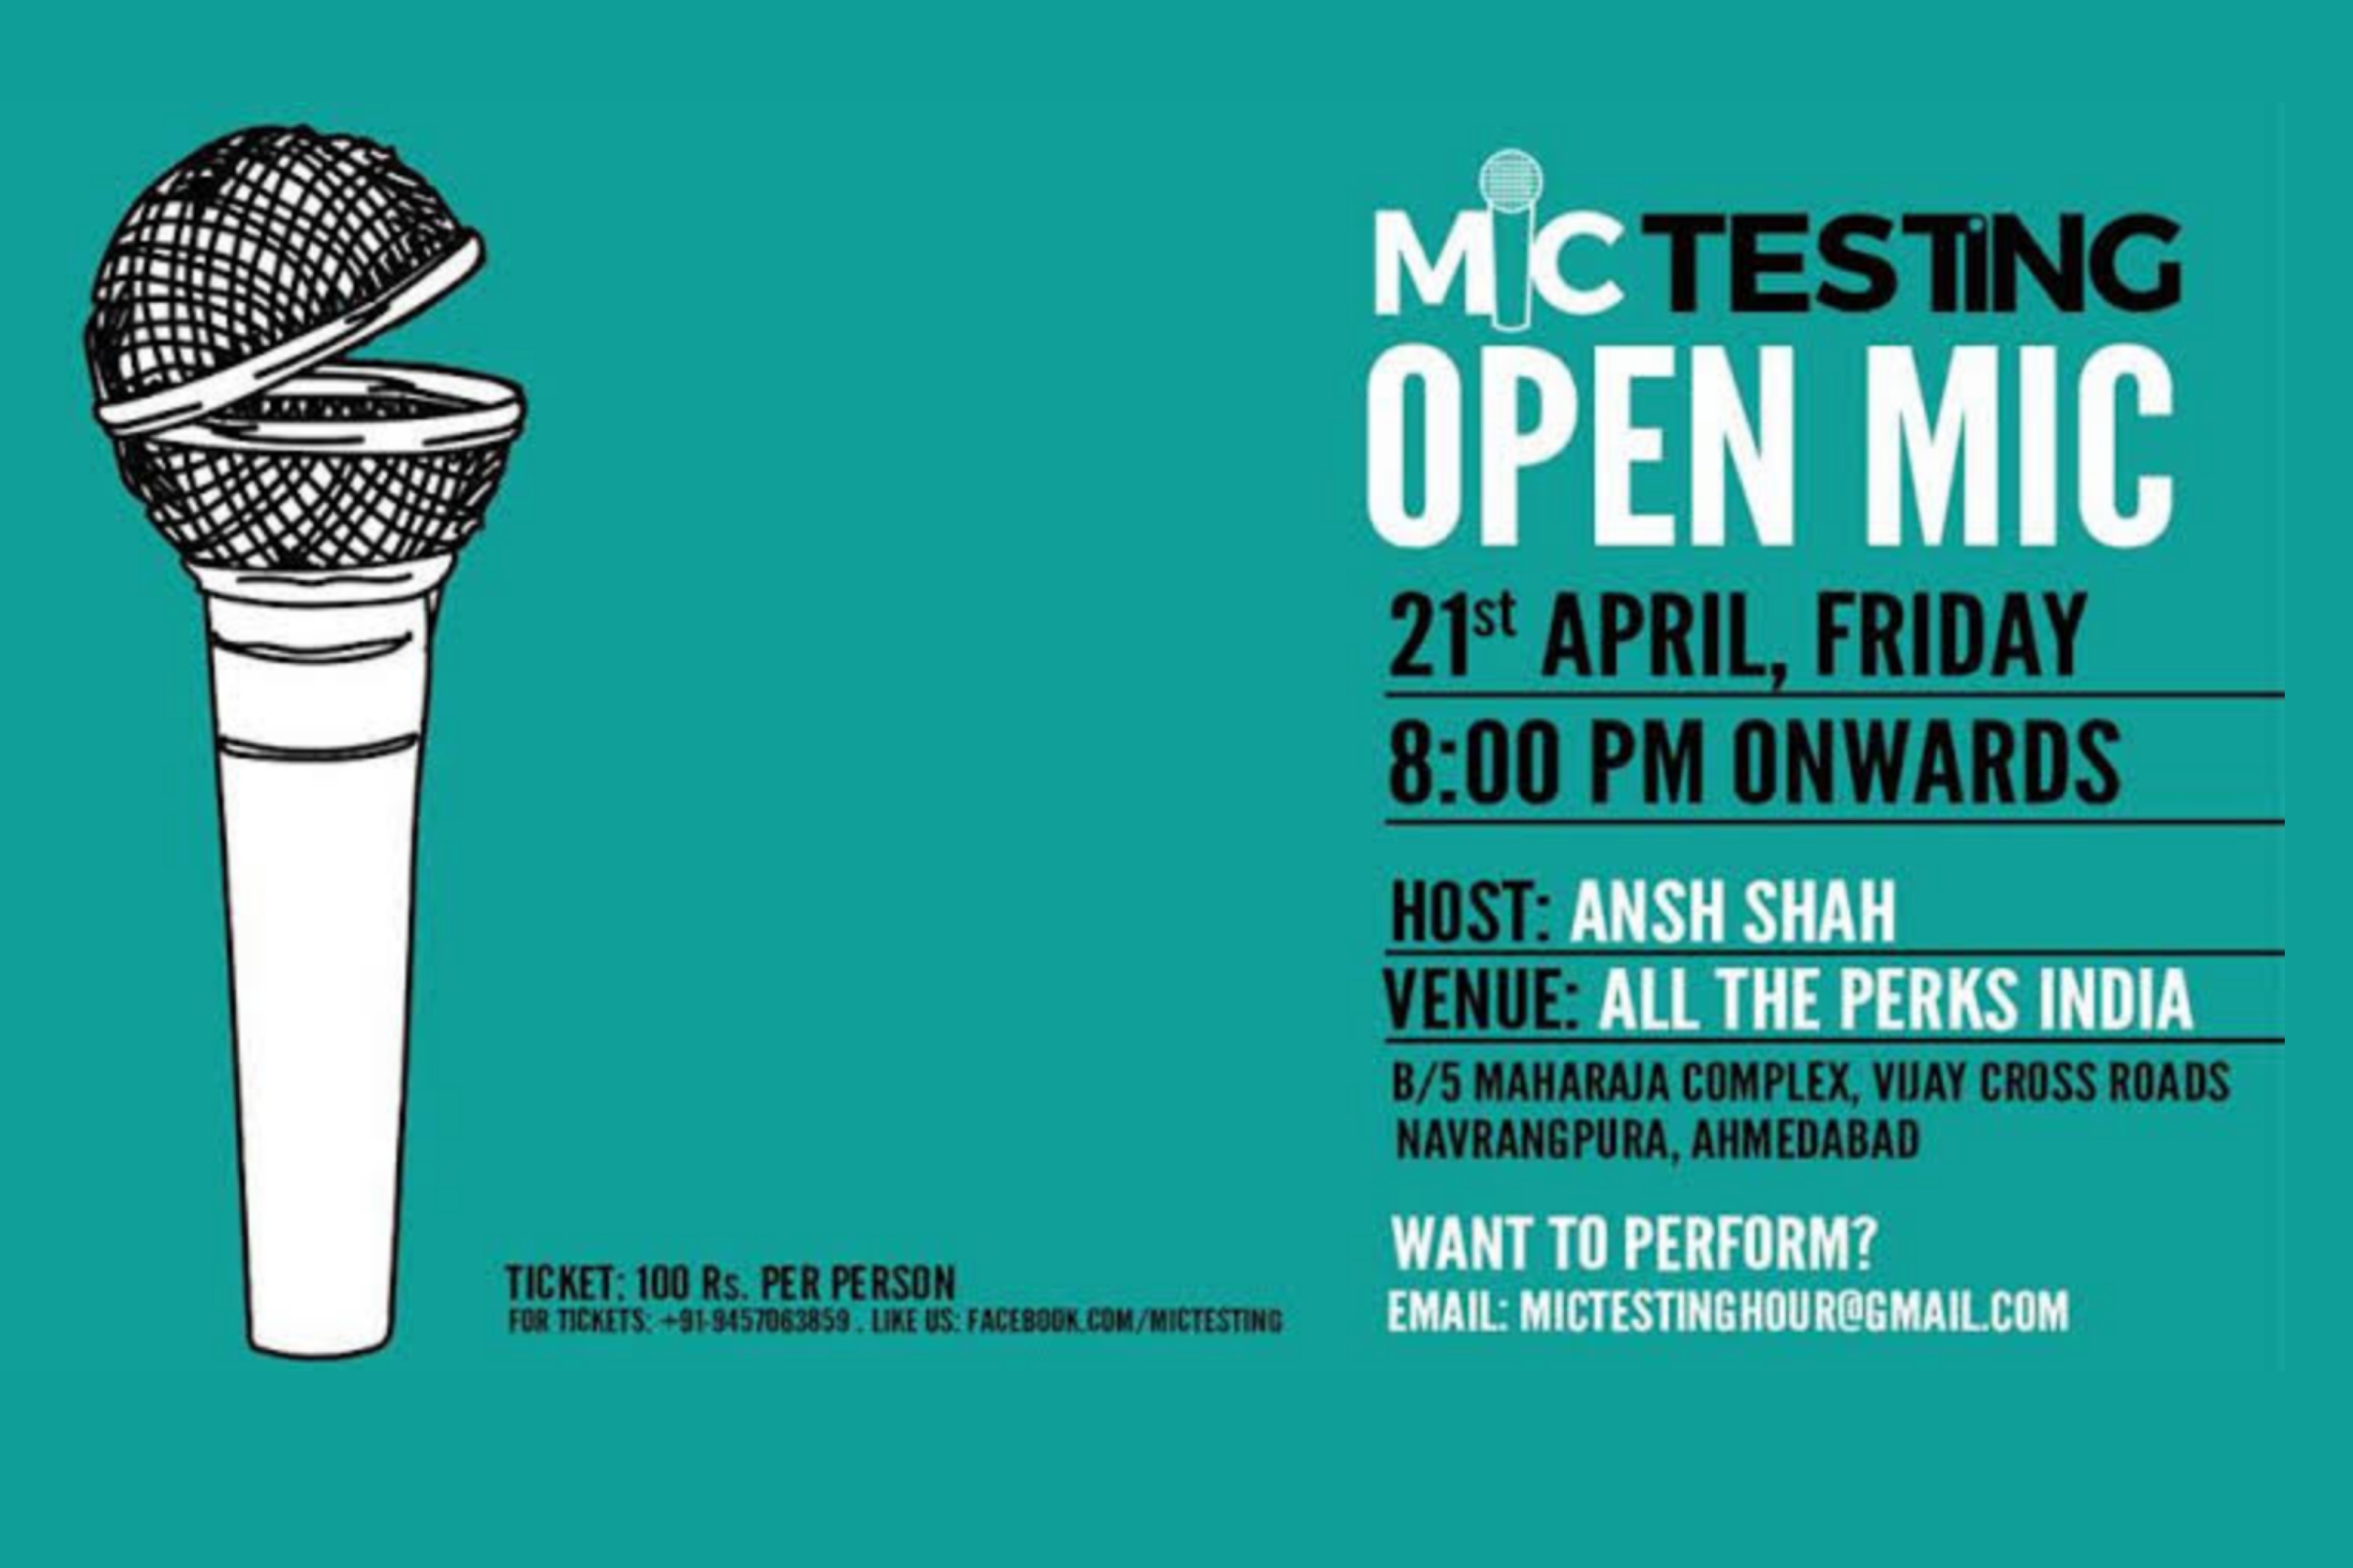 MiC TESTiNG
OPEN MIC
21st APRIL, FRIDAY
8:00 PM ONWARDS
HOST: ANSH SHAH
VENUE: ALL THE PERKS INDIA
B/5 MAHARAJA COMPLEX, VIJAY CROSS ROADS
NAVRANGPURA, AHMEDABAD
WANT TO PERFORM?
EMAIL: MICTESTINGHOUR@GMAIL.COM
TICKET: 100 Rs. PER PERSON
FOR TICKETS: +91-9457063859 . LIKE US: FACEBOOK.COM/MICTESTING